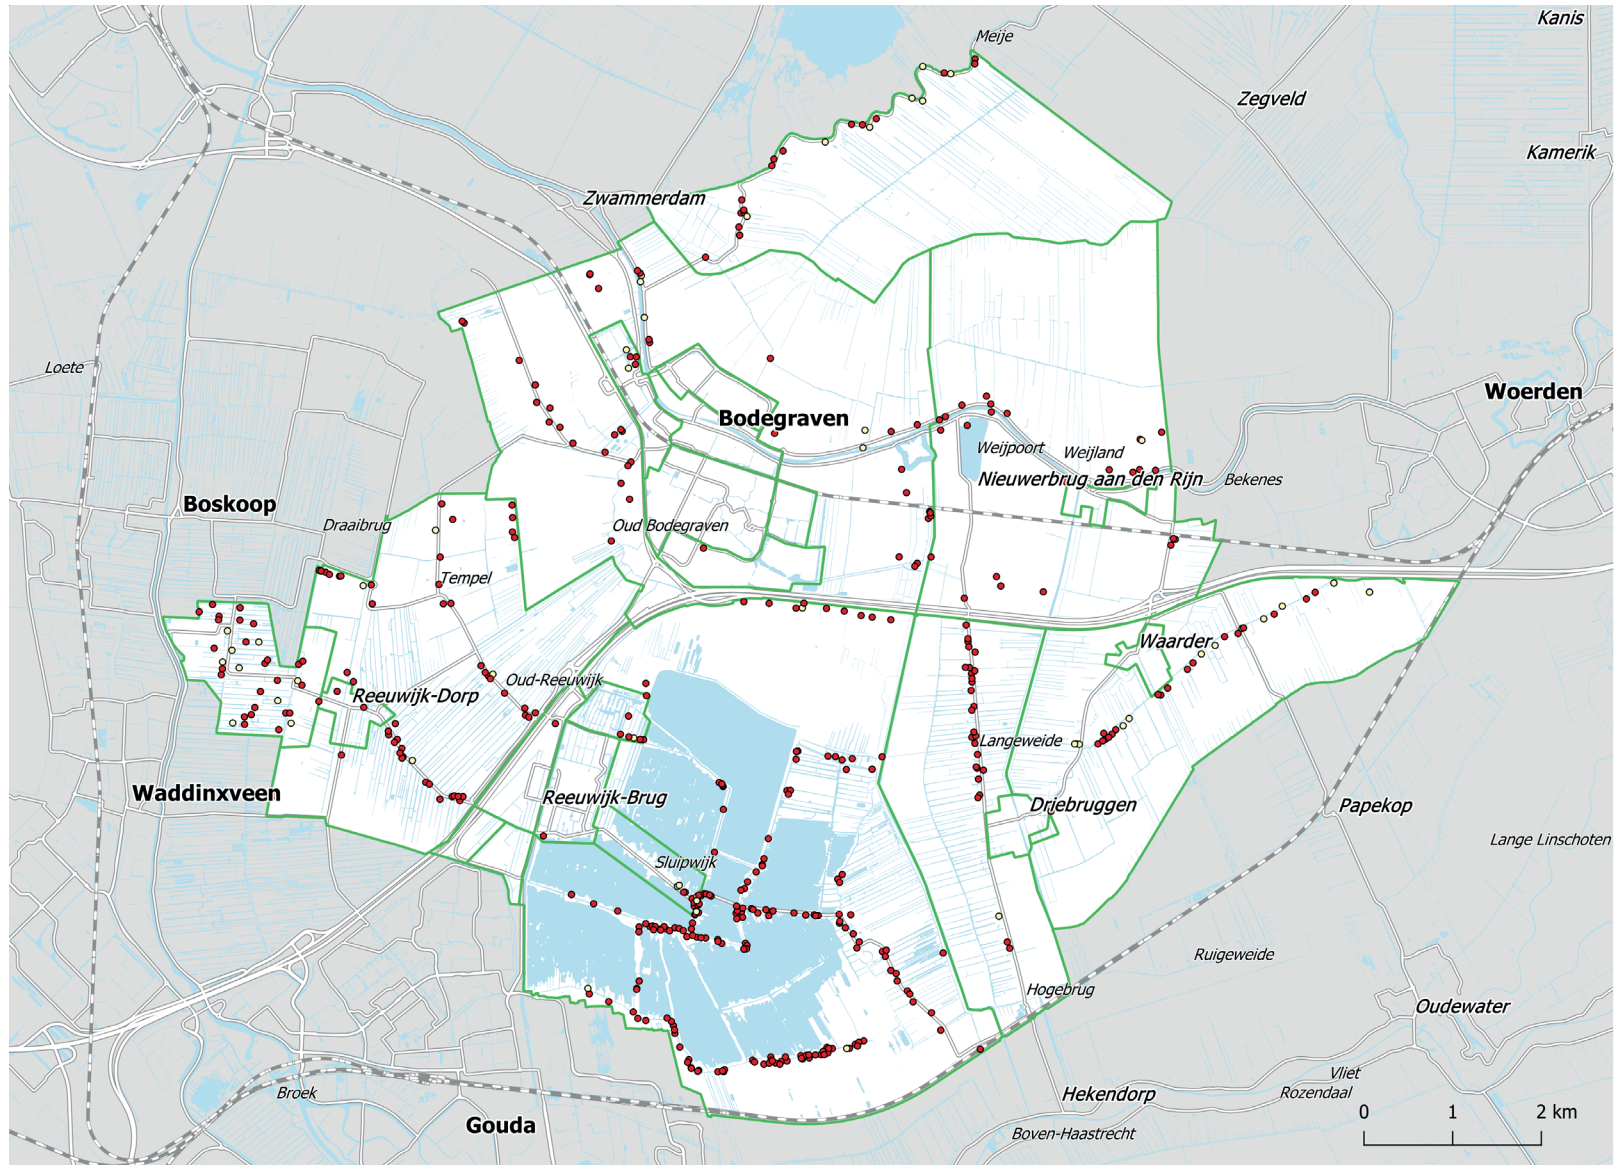 Kanis
Meije
Zegveld
Kamerik
Zwammerdam
Loete
Woerden
Bodegraven
Weijpoort
Weijland
Nieuwerbrug aan den Rijn
Bekenes
Boskoop
Draaibrug
Oud Bodegraven
Tempel
Waarder
Oud-Reeuwijk
Reeuwijk-Dorp
Langeweide
Waddinxveen
Reeuwijk-Brug
Driebruggen
Papekop
Lange Linschoten
Sluipwijk
Ruigeweide
Hogebrug
Oudewater
Vliet
Broek
Hekendorp
Rozendaal
Gouda
Boven-Haastrecht
0 1 2 km